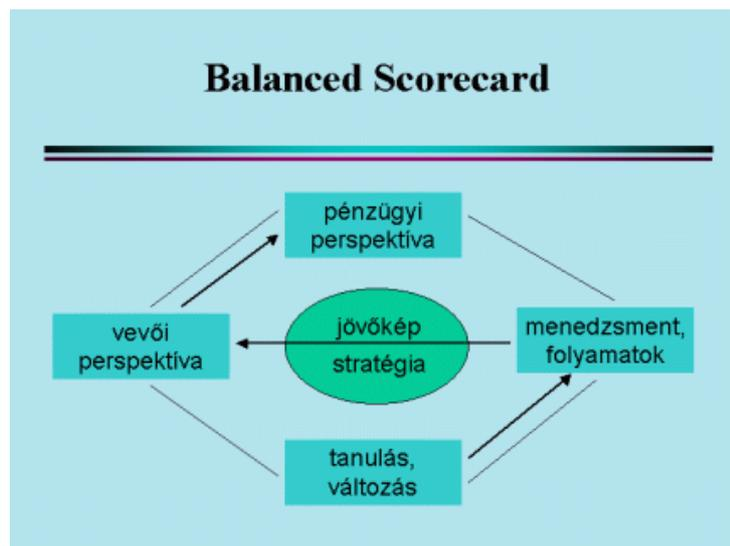 Balanced Scorecard
pénzügyi
perspektíva
vevői
perspektíva
jövőkép
stratégia
menedzsment,
folyamatok
tanulás,
változás